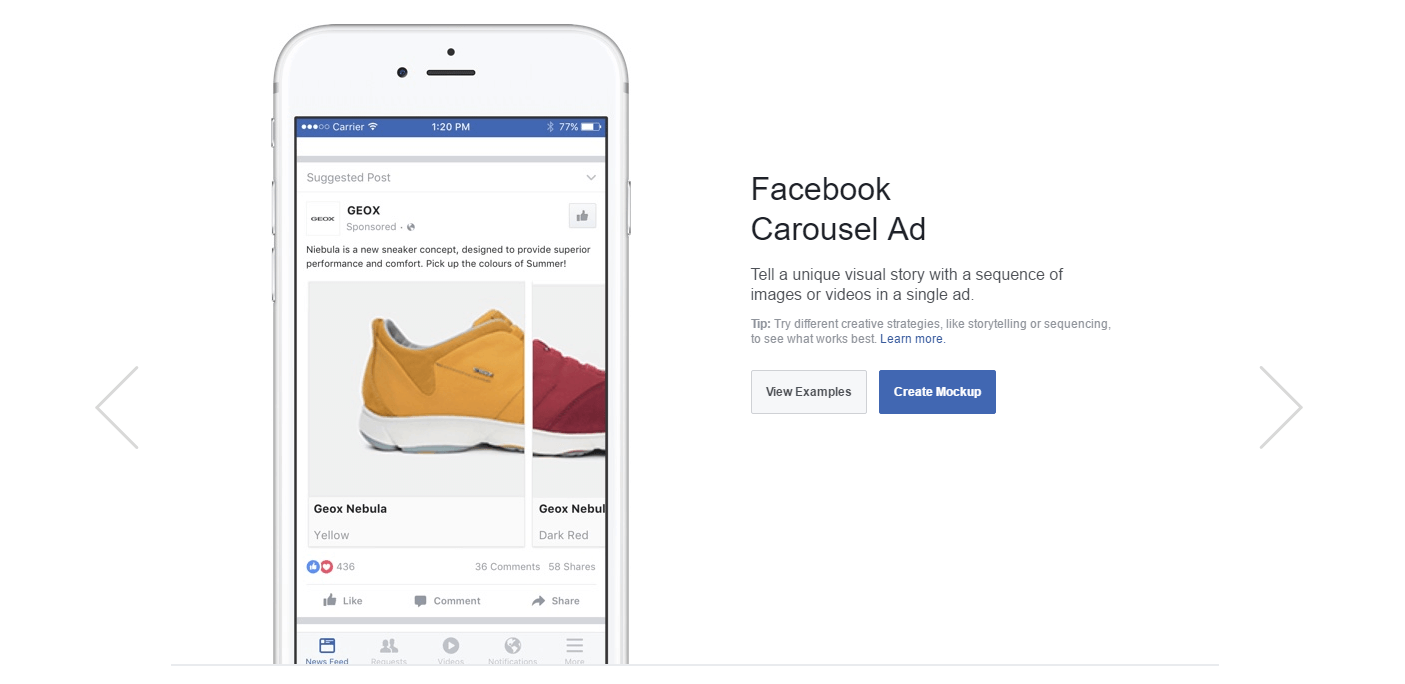 Carrier
1:20 PM
77%
Suggested Post
GEOX
GEOX
Sponsored ·
Niebula is a new sneaker concept, designed to provide superior
performance and comfort. Pick up the colours of Summer!
Geox Nebula
Geox Nebul
Yellow
Dark Red
436
36 Comments
58 Shares
Like
Comment
Share
News Feed
Requests
Videos
Notifications
More
Facebook
Carousel Ad
Tell a unique visual story with a sequence of
images or videos in a single ad.
Tip: Try different creative strategies, like storytelling or sequencing,
to see what works best. Learn more.
View Examples
Create Mockup